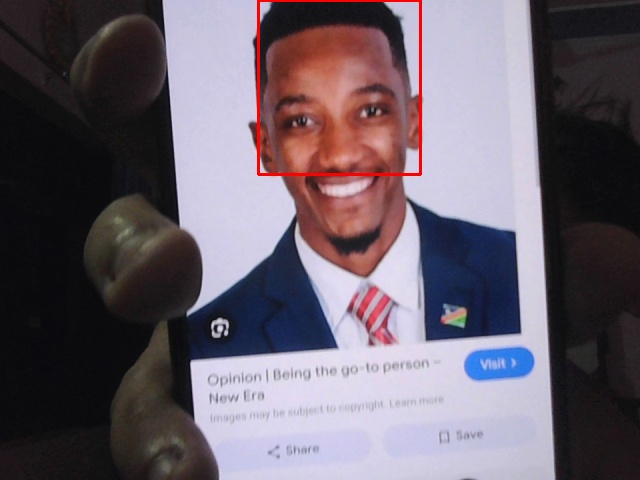 Opinion | Being the go-to person –
New Era
Visit >
Images may be subject to copyright. Learn more
Share
Save